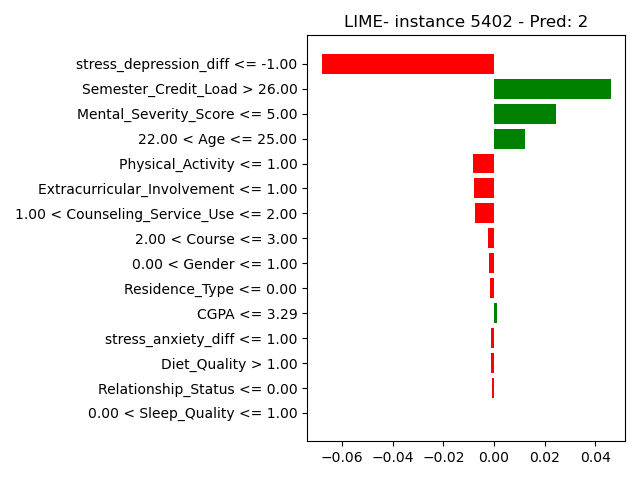 LIME- instance 5402 - Pred: 2
stress_depression_diff <= -1.00
Semester_Credit_Load > 26.00
Mental_Severity_Score <= 5.00
22.00 < Age <= 25.00
Physical_Activity <= 1.00
Extracurricular_Involvement <= 1.00
1.00 < Counseling_Service_Use <= 2.00
2.00 < Course <= 3.00
0.00 < Gender <= 1.00
Residence_Type <= 0.00
CGPA <= 3.29
stress_anxiety_diff <= 1.00
Diet_Quality > 1.00
Relationship_Status <= 0.00
0.00 < Sleep_Quality <= 1.00
−0.06 −0.04 −0.02 0.00 0.02 0.04